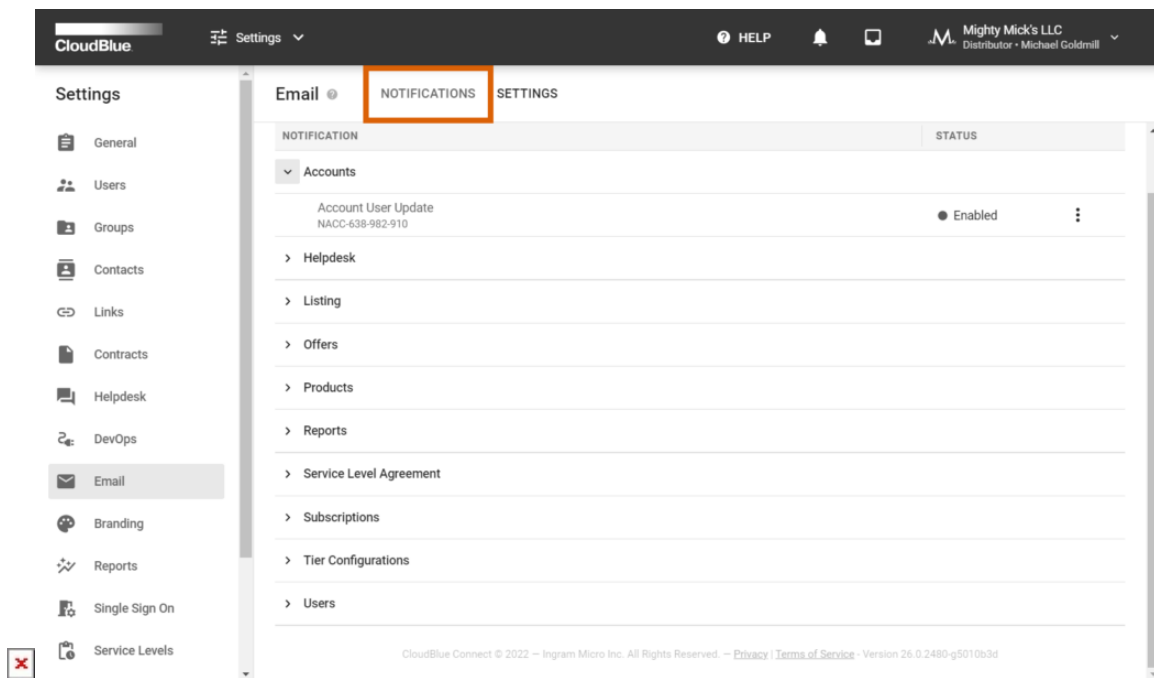 CloudBlue.
Settings
HELP
Mighty Mick's LLC
Distributor • Michael Goldmill
Settings
General
Users
Groups
Contacts
Links
Contracts
Helpdesk
DevOps
Email
Branding
Reports
Single Sign On
Service Levels
Email
NOTIFICATIONS
SETTINGS
NOTIFICATION STATUS
Accounts
Account User Update
NACC-638-982-910
Enabled
Helpdesk
Listing
Offers
Products
Reports
Service Level Agreement
Subscriptions
Tier Configurations
Users
CloudBlue Connect © 2022 — Ingram Micro Inc. All Rights Reserved. — Privacy | Terms of Service - Version 26.0.2480-g5010b3d